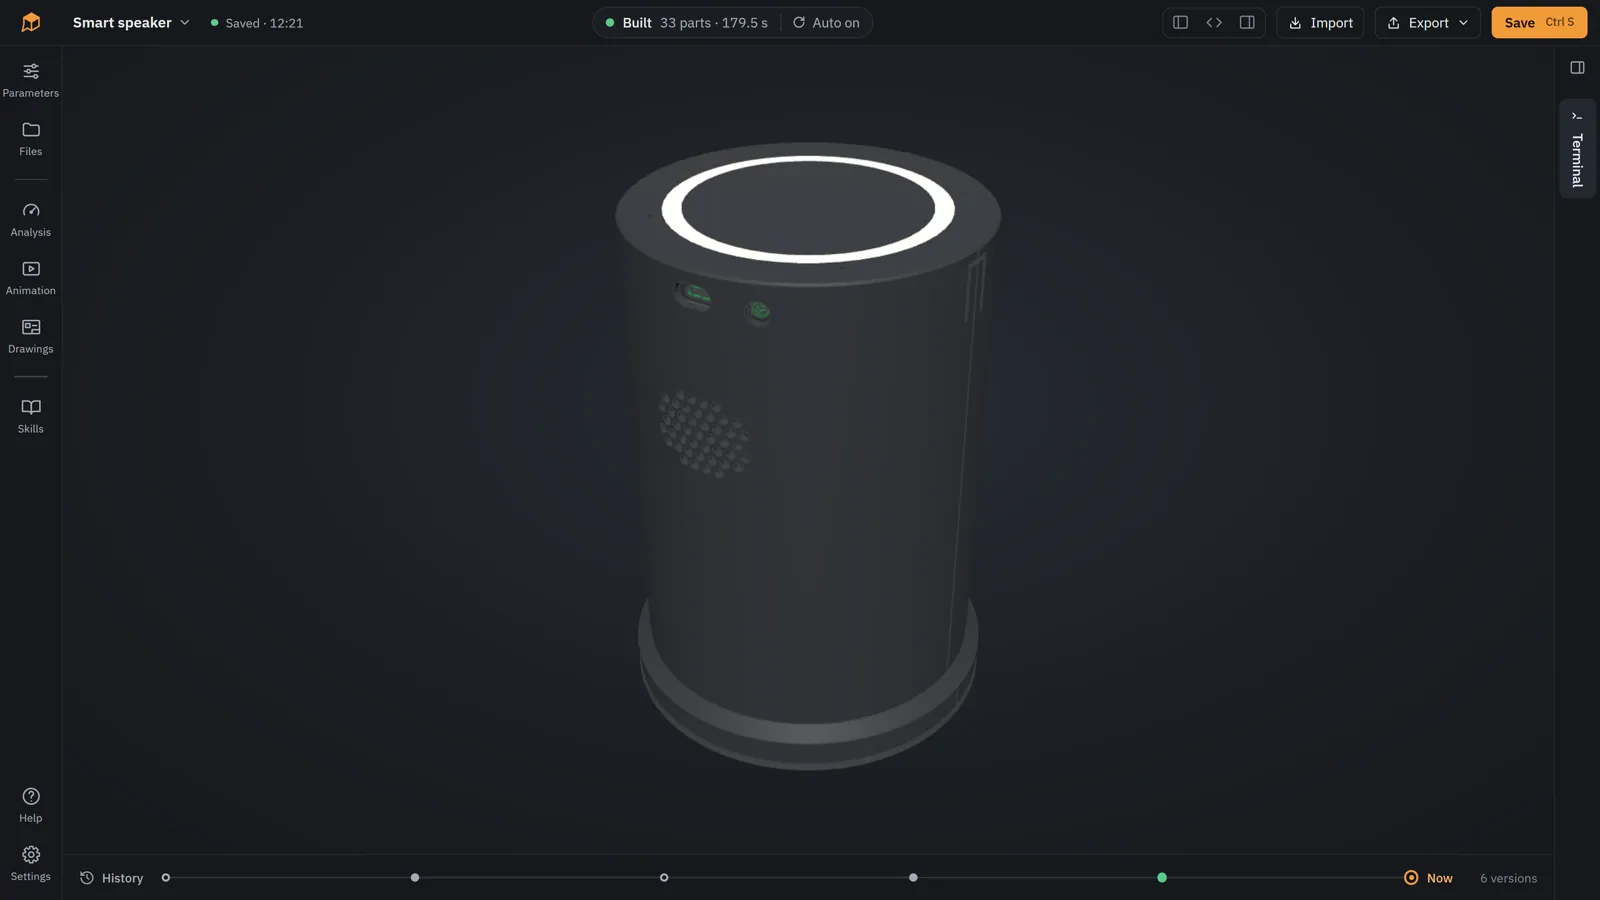 Smart speaker
Saved · 12:21
Built 33 parts · 179.5 s
Auto on
Import
Export
Save Ctrl S
Parameters
Files
Analysis
Animation
Drawings
Skills
Help
Settings
Terminal
History
Now
6 versions